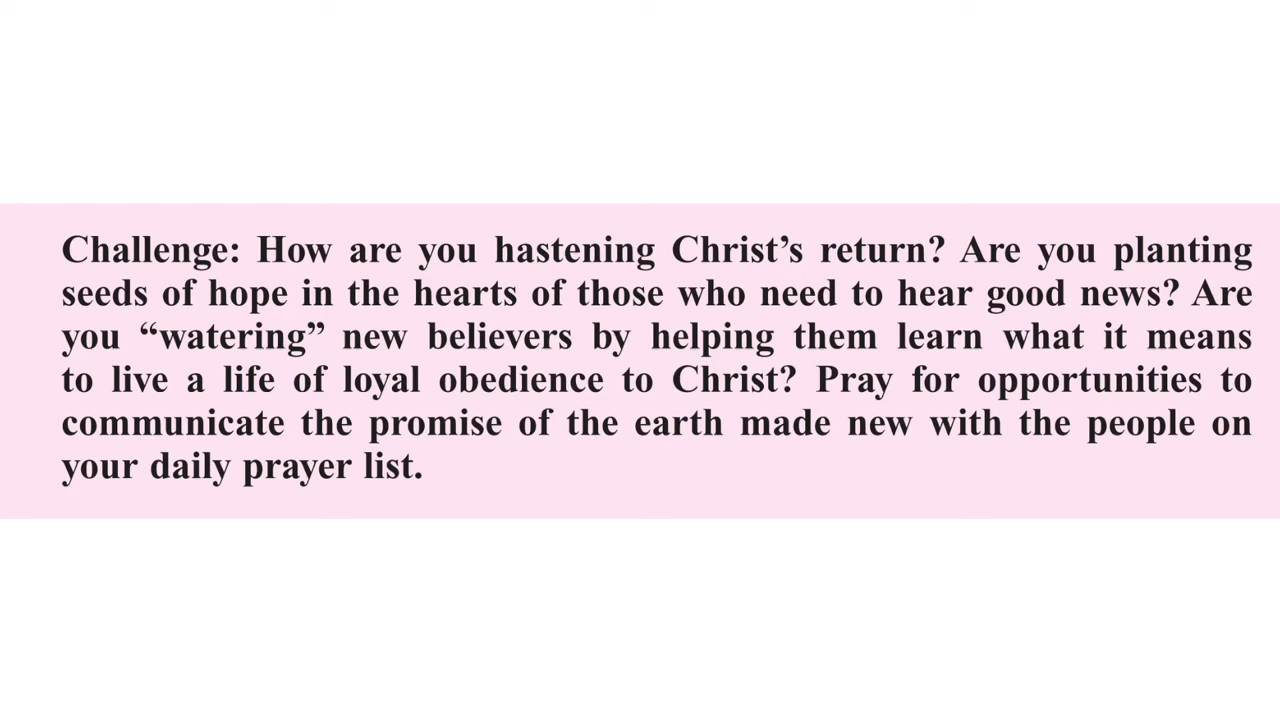 Challenge: How are you hastening Christ’s return? Are you planting
seeds of hope in the hearts of those who need to hear good news? Are
you “watering” new believers by helping them learn what it means
to live a life of loyal obedience to Christ? Pray for opportunities to
communicate the promise of the earth made new with the people on
your daily prayer list.